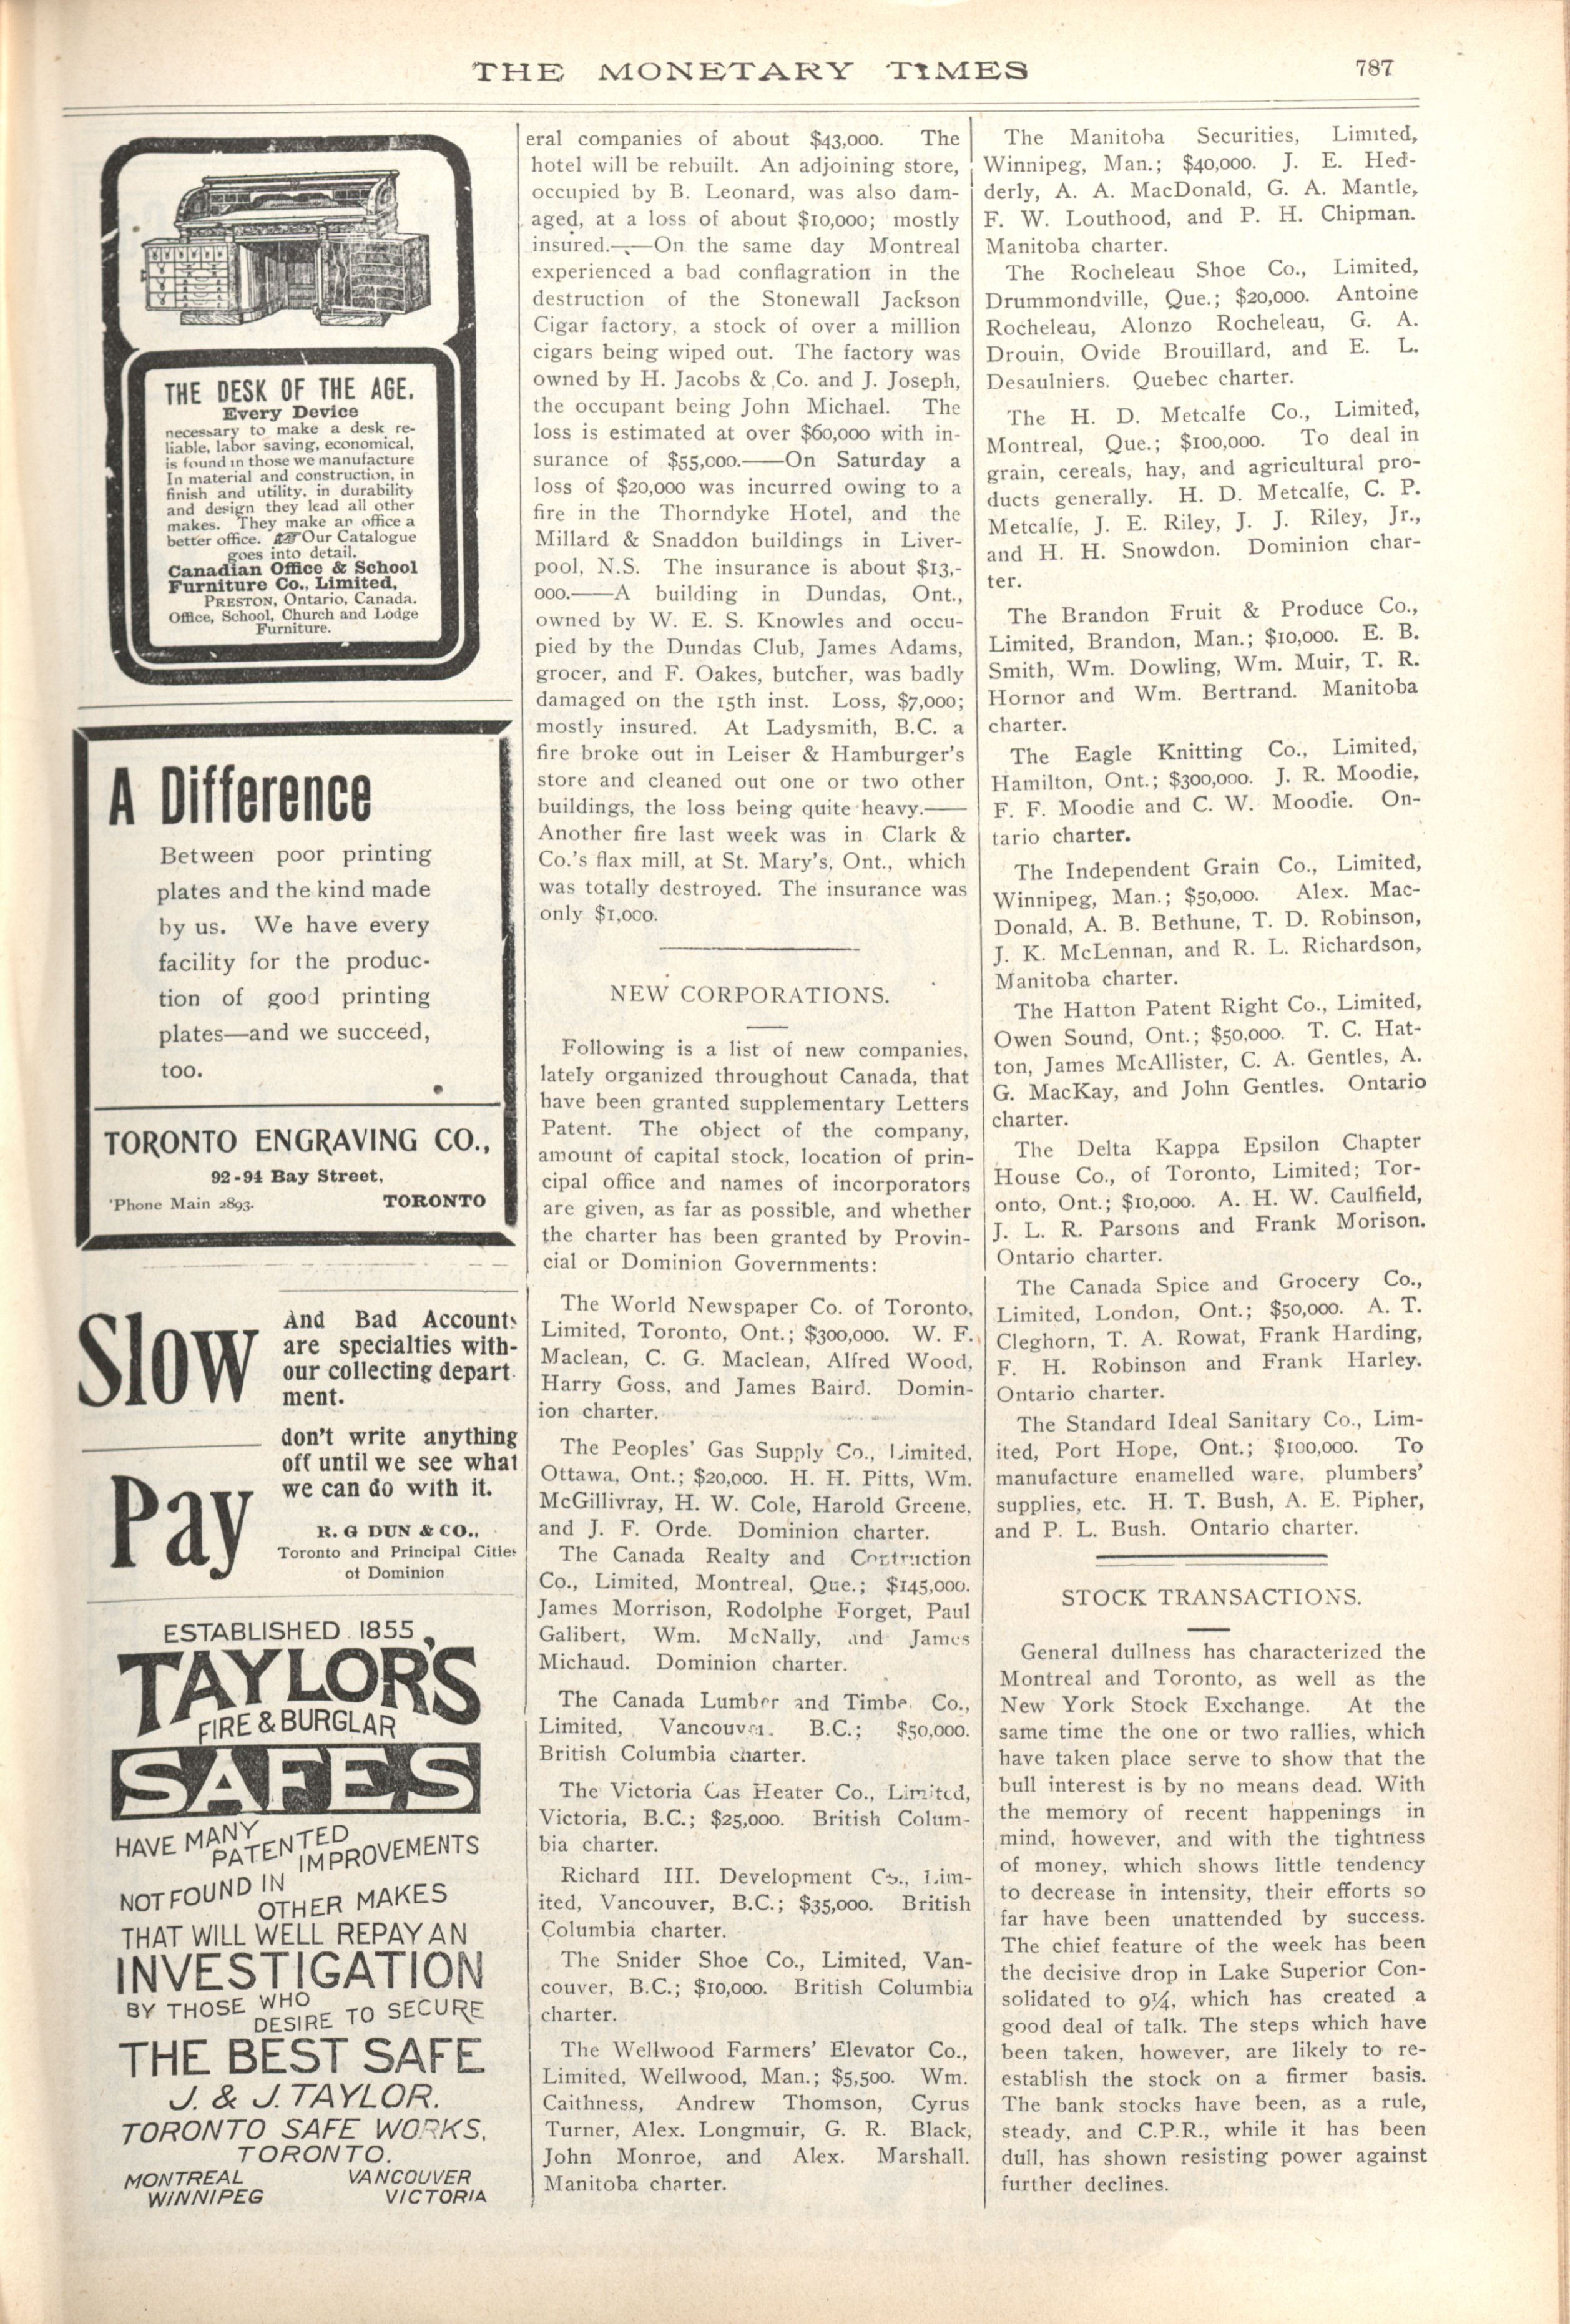 THE MONETARY TIMES
787
THE DESK OF THE AGE.
Every Device
necessary to make a desk re-
liable, labor saving, economical,
is found in those we manufacture
In material and construction, in
finish and utility, in durability
and design they lead all other
makes. They make an office a
better office. Our Catalogue
goes into detail.
Canadian Office & School
Furniture Co., Limited,
PRESTON, Ontario, Canada.
Office, School, Church and Lodge
Furniture.
A Difference
Between poor printing
plates and the kind made
by us. We have every
facility for the produc-
tion of good printing
plates—and we succeed,
too.
TORONTO ENGRAVING CO.,
92-94 Bay Street,
'Phone Main 2893. TORONTO
Slow
Pay
And Bad Accounts
are specialties with-
our collecting depart-
ment.
don't write anything
off until we see what
we can do with it.
R. G DUN & CO.,
Toronto and Principal Cities
of Dominion
ESTABLISHED 1855
TAYLOR'S
FIRE & BURGLAR
SAFES
HAVE MANY
PATENTED
IMPROVEMENTS
NOT FOUND IN
OTHER MAKES
THAT WILL WELL REPAY AN
INVESTIGATION
BY THOSE WHO
DESIRE TO SECURE
THE BEST SAFE
J. & J. TAYLOR.
TORONTO SAFE WORKS,
TORONTO.
MONTREAL VANCOUVER
WINNIPEG VICTORIA
eral companies of about $43,000. The
hotel will be rebuilt. An adjoining store,
occupied by B. Leonard, was also dam-
aged, at a loss of about $10,000; mostly
insured.——On the same day Montreal
experienced a bad conflagration in the
destruction of the Stonewall Jackson
Cigar factory, a stock of over a million
cigars being wiped out. The factory was
owned by H. Jacobs & Co. and J. Joseph,
the occupant being John Michael. The
loss is estimated at over $60,000 with in-
surance of $55,000.——On Saturday a
loss of $20,000 was incurred owing to a
fire in the Thorndyke Hotel, and the
Millard & Snaddon buildings in Liver-
pool, N.S. The insurance is about $13,-
000.——A building in Dundas, Ont.,
owned by W. E. S. Knowles and occu-
pied by the Dundas Club, James Adams,
grocer, and F. Oakes, butcher, was badly
damaged on the 15th inst. Loss, $7,000;
mostly insured. At Ladysmith, B.C. a
fire broke out in Leiser & Hamburger's
store and cleaned out one or two other
buildings, the loss being quite heavy.——
Another fire last week was in Clark &
Co.'s flax mill, at St. Mary's, Ont., which
was totally destroyed. The insurance was
only $1,000.
NEW CORPORATIONS.
Following is a list of new companies,
lately organized throughout Canada, that
have been granted supplementary Letters
Patent. The object of the company,
amount of capital stock, location of prin-
cipal office and names of incorporators
are given, as far as possible, and whether
the charter has been granted by Provin-
cial or Dominion Governments:
The World Newspaper Co. of Toronto,
Limited, Toronto, Ont.; $300,000. W. F.
Maclean, C. G. Maclean, Alfred Wood,
Harry Goss, and James Baird. Domin-
ion charter.
The Peoples' Gas Supply Co., Limited,
Ottawa, Ont.; $20,000. H. H. Pitts, Wm.
McGillivray, H. W. Cole, Harold Greene,
and J. F. Orde. Dominion charter.
The Canada Realty and Contruction
Co., Limited, Montreal, Que.; $145,000.
James Morrison, Rodolphe Forget, Paul
Galibert, Wm. McNally, and James
Michaud. Dominion charter.
The Canada Lumber and Timber Co.,
Limited, Vancouver, B.C.; $50,000.
British Columbia charter.
The Victoria Gas Heater Co., Limited,
Victoria, B.C.; $25,000. British Colum-
bia charter.
Richard III. Development Co., Lim-
ited, Vancouver, B.C.; $35,000. British
Columbia charter.
The Snider Shoe Co., Limited, Van-
couver, B.C.; $10,000. British Columbia
charter.
The Wellwood Farmers' Elevator Co.,
Limited, Wellwood, Man.; $5,500. Wm.
Caithness, Andrew Thomson, Cyrus
Turner, Alex. Longmuir, G. R. Black,
John Monroe, and Alex. Marshall.
Manitoba charter.
The Manitoba Securities, Limited,
Winnipeg, Man.; $40,000. J. E. Hed-
derly, A. A. MacDonald, G. A. Mantle,
F. W. Louthood, and P. H. Chipman.
Manitoba charter.
The Rocheleau Shoe Co., Limited,
Drummondville, Que.; $20,000. Antoine
Rocheleau, Alonzo Rocheleau, G. A.
Drouin, Ovide Brouillard, and E. L.
Desaulniers. Quebec charter.
The H. D. Metcalfe Co., Limited,
Montreal, Que.; $100,000. To deal in
grain, cereals, hay, and agricultural pro-
ducts generally. H. D. Metcalfe, C. P.
Metcalfe, J. E. Riley, J. J. Riley, Jr.,
and H. H. Snowdon. Dominion char-
ter.
The Brandon Fruit & Produce Co.,
Limited, Brandon, Man.; $10,000. E. B.
Smith, Wm. Dowling, Wm. Muir, T. R.
Hornor and Wm. Bertrand. Manitoba
charter.
The Eagle Knitting Co., Limited,
Hamilton, Ont.; $300,000. J. R. Moodie,
F. F. Moodie and C. W. Moodie. On-
tario charter.
The Independent Grain Co., Limited,
Winnipeg, Man.; $50,000. Alex. Mac-
Donald, A. B. Bethune, T. D. Robinson,
J. K. McLennan, and R. L. Richardson,
Manitoba charter.
The Hatton Patent Right Co., Limited,
Owen Sound, Ont.; $50,000. T. C. Hat-
ton, James McAllister, C. A. Gentles, A.
G. MacKay, and John Gentles. Ontario
charter.
The Delta Kappa Epsilon Chapter
House Co., of Toronto, Limited; Tor-
onto, Ont.; $10,000. A. H. W. Caulfield,
J. L. R. Parsons and Frank Morison.
Ontario charter.
The Canada Spice and Grocery Co.,
Limited, London, Ont.; $50,000. A. T.
Cleghorn, T. A. Rowat, Frank Harding,
F. H. Robinson and Frank Harley.
Ontario charter.
The Standard Ideal Sanitary Co., Lim-
ited, Port Hope, Ont.; $100,000. To
manufacture enamelled ware, plumbers'
supplies, etc. H. T. Bush, A. E. Pipher,
and P. L. Bush. Ontario charter.
STOCK TRANSACTIONS.
General dullness has characterized the
Montreal and Toronto, as well as the
New York Stock Exchange. At the
same time the one or two rallies, which
have taken place serve to show that the
bull interest is by no means dead. With
the memory of recent happenings in
mind, however, and with the tightness
of money, which shows little tendency
to decrease in intensity, their efforts so
far have been unattended by success.
The chief feature of the week has been
the decisive drop in Lake Superior Con-
solidated to 9¼, which has created a
good deal of talk. The steps which have
been taken, however, are likely to re-
establish the stock on a firmer basis.
The bank stocks have been, as a rule,
steady, and C.P.R., while it has been
dull, has shown resisting power against
further declines.